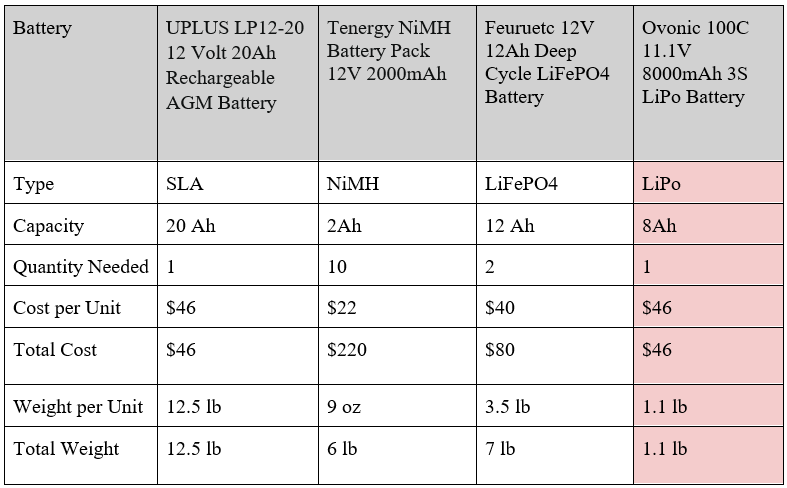 Battery
UPLUS LP12-20
12 Volt 20Ah
Rechargeable
AGM Battery
Tenergy NiMH
Battery Pack
12V 2000mAh
Feuruetc 12V
12Ah Deep
Cycle LiFePO4
Battery
Ovonic 100C
11.1V
8000mAh 3S
LiPo Battery
Type SLA NiMH LiFePO4 LiPo
Capacity 20 Ah 2Ah 12 Ah 8Ah
Quantity Needed 1 10 2 1
Cost per Unit $46 $22 $40 $46
Total Cost $46 $220 $80 $46
Weight per Unit 12.5 lb 9 oz 3.5 lb 1.1 lb
Total Weight 12.5 lb 6 lb 7 lb 1.1 lb